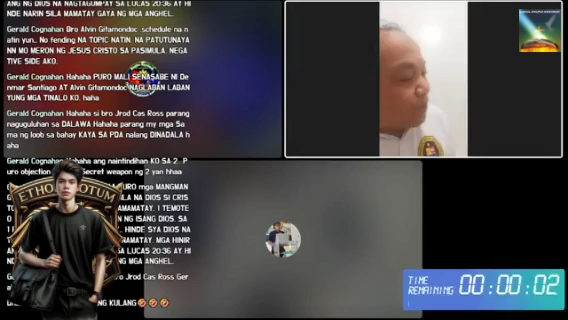 ANG NG DIOS NA NAGTAGUMPAY SA LUCAS 20:36 AY HI
NDE NARIN SILA MAMATAY GAYA NG MGA ANGHEL.
Gerald Cognahan Bro Alvin Gitamondoc .schedule na n
atin yun.. No fending NA TOPIC NATIN. NA PATUTUNAYA
NN MO MERON NG JESUS CRISTO SA PASIMULA. NEGA
TIVE SIDE AKO.
Gerald Cognahan Hahaha PURO MALI SENASABE NI De
nmar Santiago AT Alvin Gitamondoc NAGLABAN LABAN
YUNG MGA TINALO KO. haha
Gerald Cognahan Hahaha si bro Jrod Cas Ross parang
naguguluhan sa DALAWA Hahaha parang my mga Sa
ma ng loob sa bahay KAYA SA PDA nalang DINADALA h
aha
Gerald Cognahan Hahaha ang naintindihan KO SA 2. P
uro objection Secret weapon ng 2 yan hhaa
PURO mga MANGMAN
LA NA DIOS SI CRIS
MAMATAY. I TEMOTE
NG ISANG DIOS. SA
HINDE SYA DIOS NA
MAMATAY. MGA HINIR
SA LUCAS 20:36 AY HI
NG MGA ANGHEL.
Jrod Cas Ross Ger
NG KULANG🤣🤣🤣
ETHO
OTUM
TIME
REMAINING 00:00:02